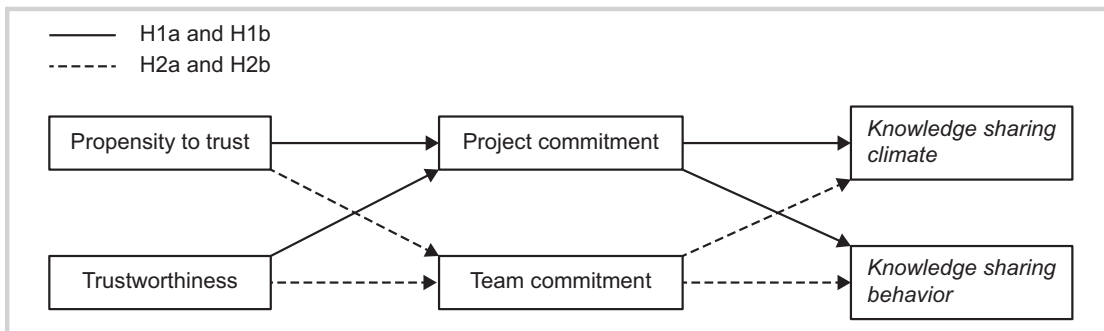 H1a and H1b
H2a and H2b
Propensity to trust
Project commitment
Knowledge sharing
climate
Trustworthiness
Team commitment
Knowledge sharing
behavior